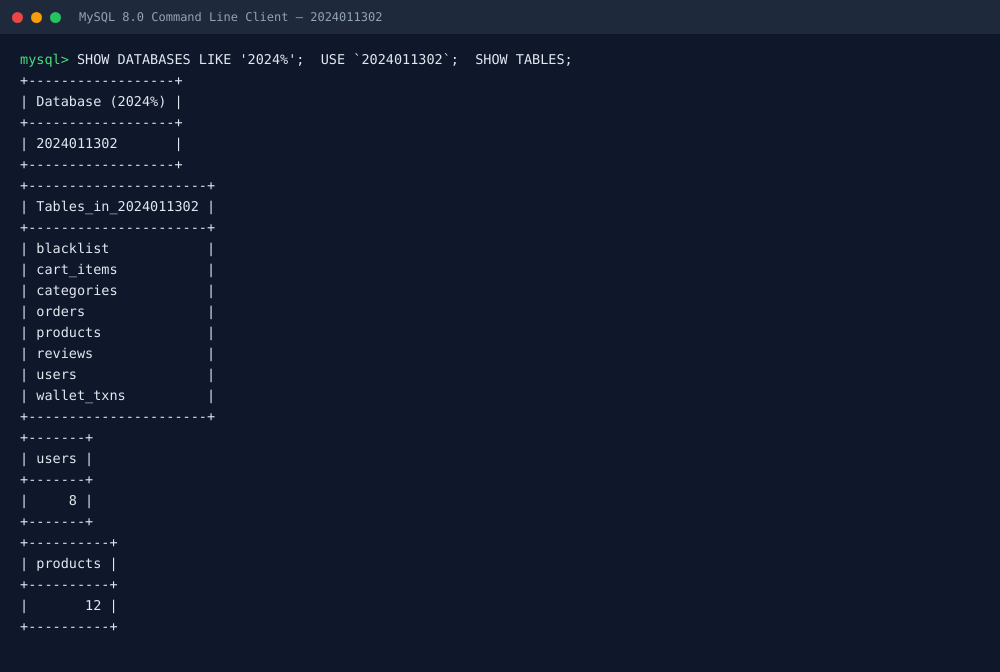 MySQL 8.0 Command Line Client — 2024011302
mysql> SHOW DATABASES LIKE '2024%';  USE `2024011302`;  SHOW TABLES;
+------------------+
| Database (2024%) |
+------------------+
| 2024011302       |
+------------------+
+----------------------+
| Tables_in_2024011302 |
+----------------------+
| blacklist            |
| cart_items           |
| categories           |
| orders               |
| products             |
| reviews              |
| users                |
| wallet_txns          |
+----------------------+
+-------+
| users |
+-------+
|     8 |
+-------+
+----------+
| products |
+----------+
|       12 |
+----------+